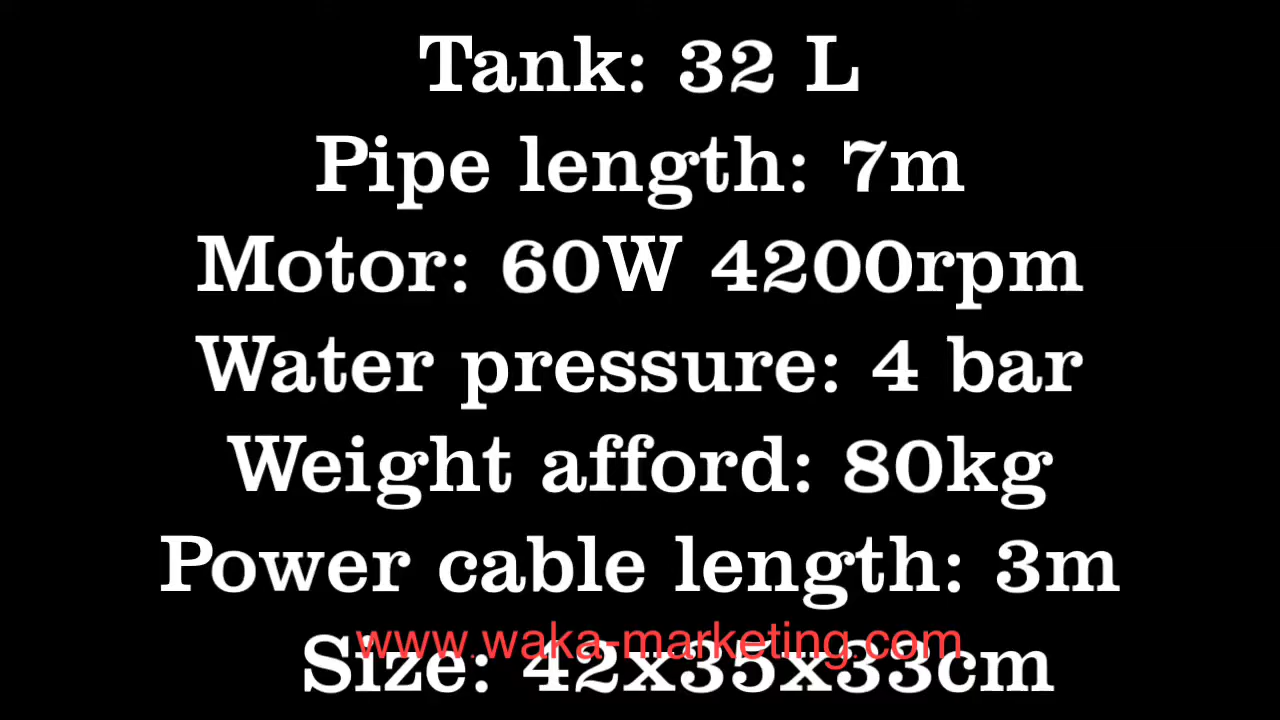 Tank: 32 L
Pipe length: 7m
Motor: 60W 4200rpm
Water pressure: 4 bar
Weight afford: 80kg
Power cable length: 3m
www.waka-marketing.com
Size: 42x35x33cm